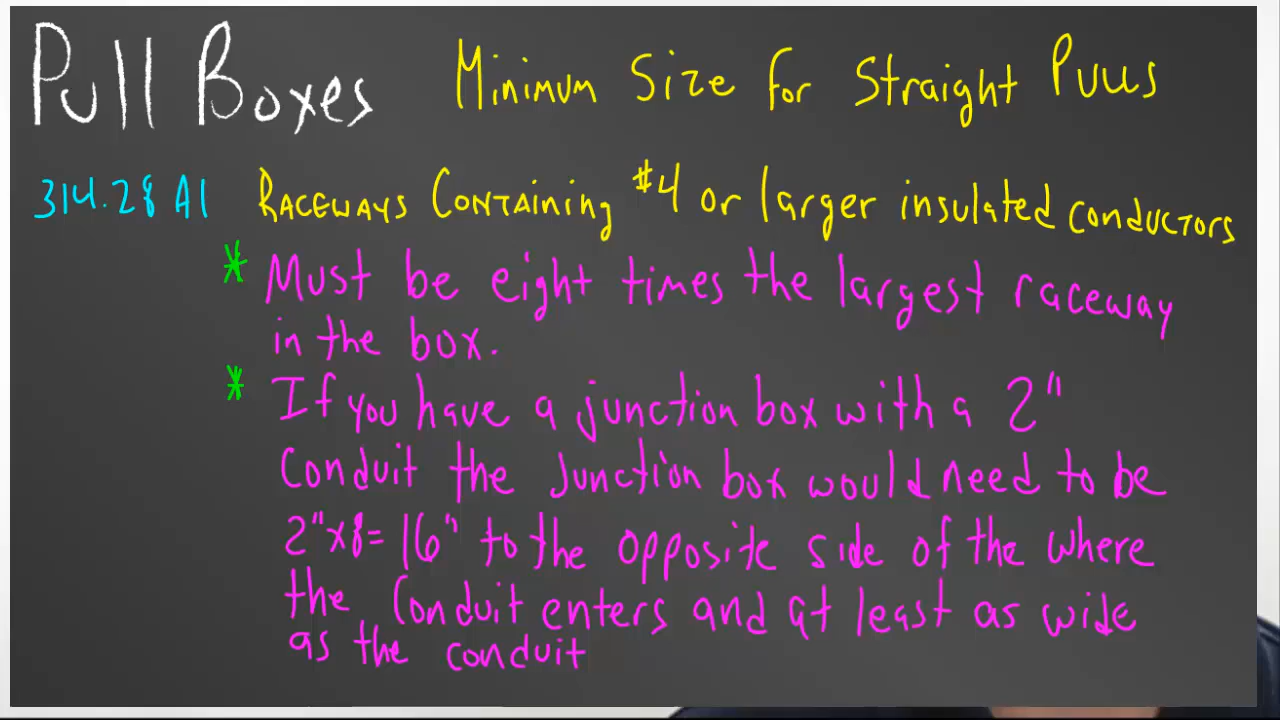 Pull Boxes Minimum Size for Straight Pulls
314.28 A1 Raceways Containing #4 or larger insulated conductors
* Must be eight times the largest raceway
in the box.
* If you have a junction box with a 2"
Conduit the Junction box would need to be
2"x8= 16" to the opposite side of the where
the Conduit enters and at least as wide
as the conduit